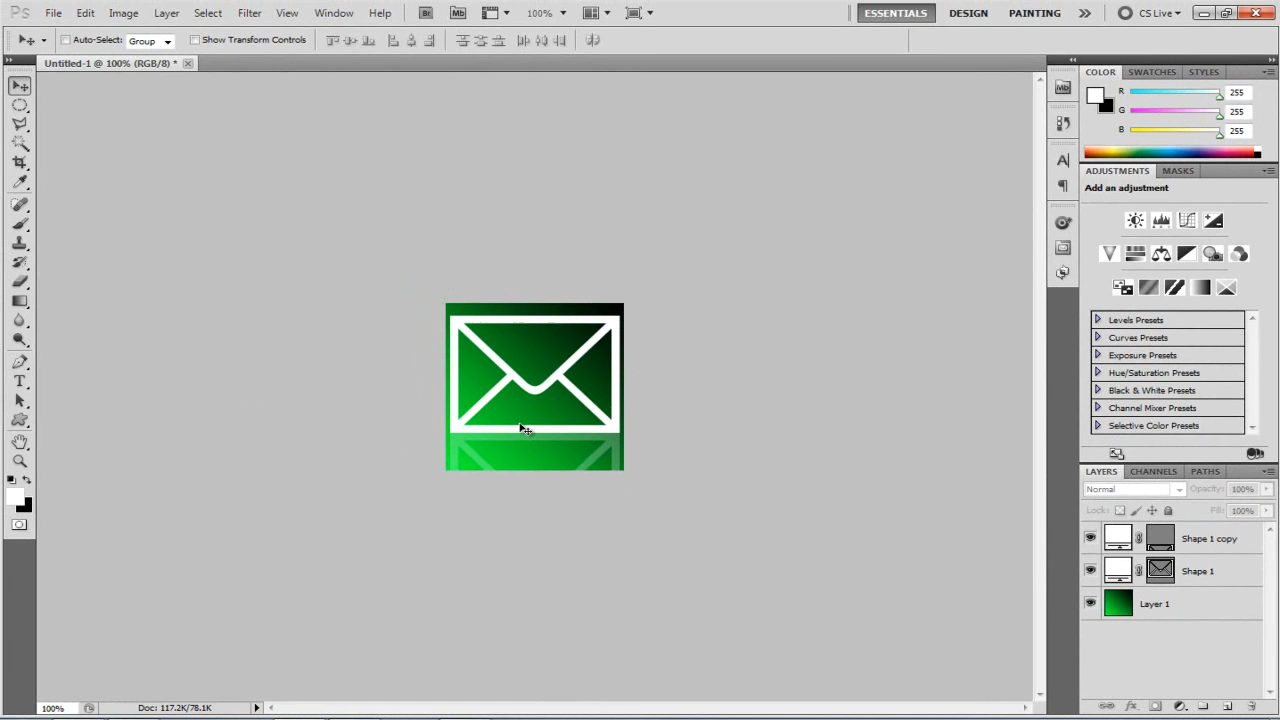 Ps File Edit Image Layer Select Filter View Window Help Br Mb 100% ESSENTIALS DESIGN PAINTING CS Live
Auto-Select: Group Show Transform Controls
Untitled-1 @ 100% (RGB/8) *
COLOR SWATCHES STYLES
R 255
G 255
B 255
ADJUSTMENTS MASKS
Add an adjustment
Levels Presets
Curves Presets
Exposure Presets
Hue/Saturation Presets
Black & White Presets
Channel Mixer Presets
Selective Color Presets
LAYERS CHANNELS PATHS
Normal Opacity: 100%
Lock: Fill: 100%
Shape 1 copy
Shape 1
Layer 1
100% Doc: 117.2K/78.1K